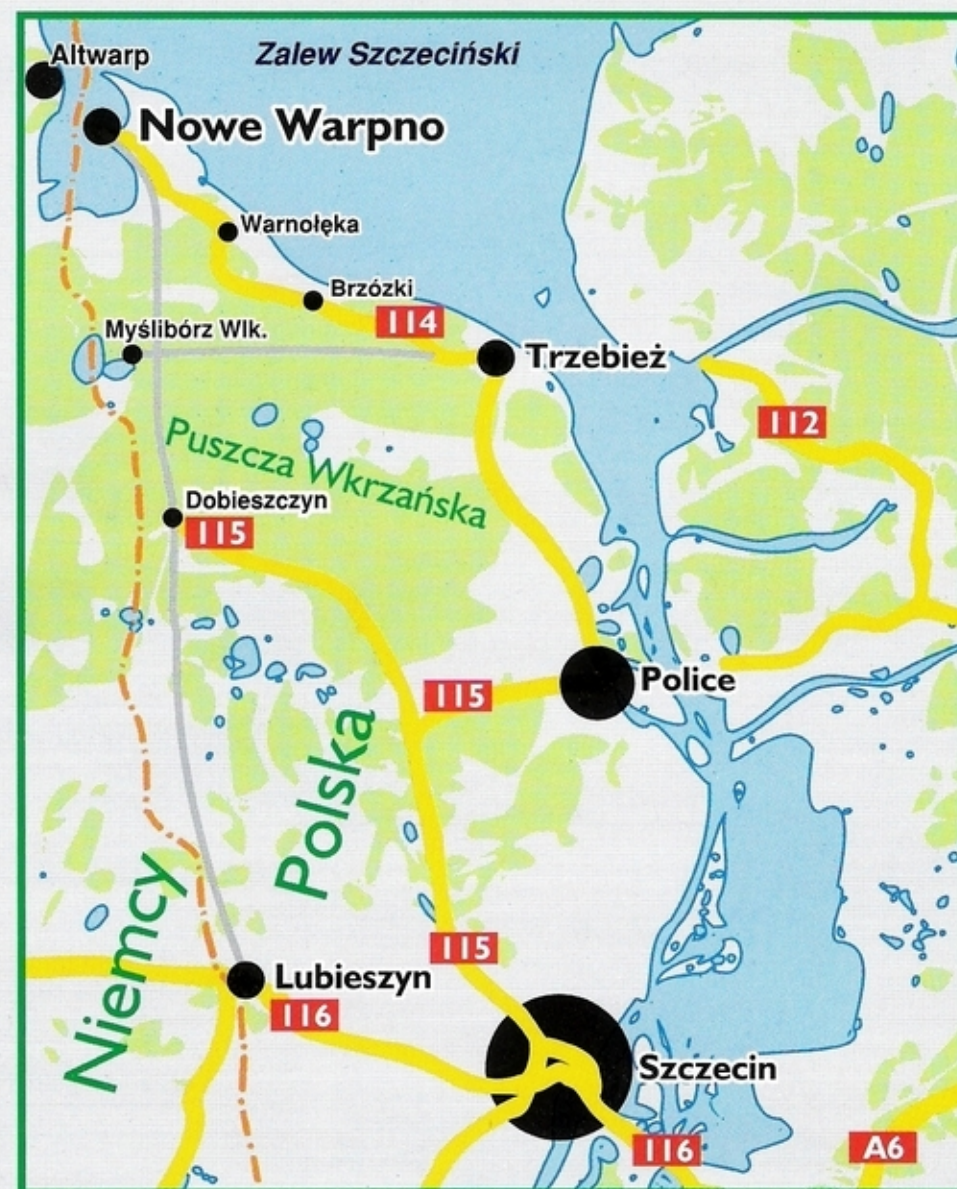 Altwarp
Zalew Szczeciński
Nowe Warpno
Warnołęka
Brzózki
114
Myślibórz Wlk.
Trzebież
112
Puszcza Wkrzańska
Dobieszczyn
115
115
Police
Polska
Niemcy
115
Lubieszyn
116
Szczecin
116
A6